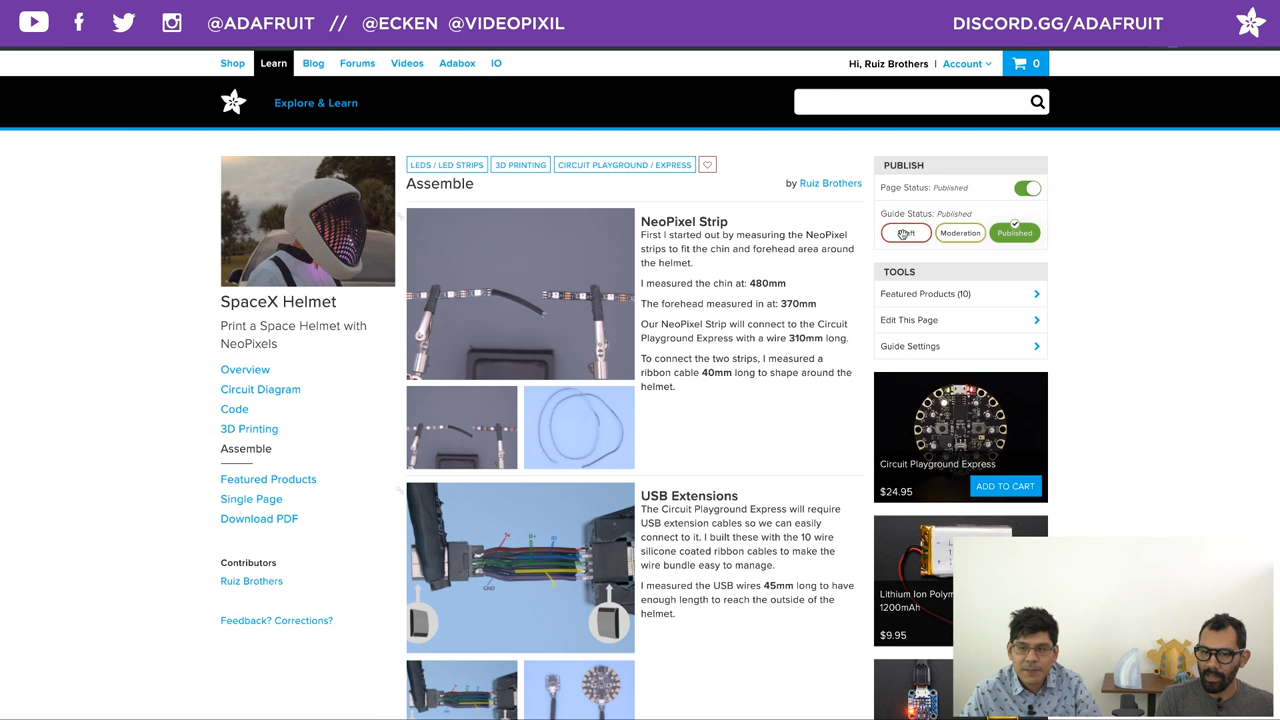 @ADAFRUIT // @ECKEN @VIDEOPIXIL
DISCORD.GG/ADAFRUIT
Shop Learn Blog Forums Videos Adabox IO
Hi, Ruiz Brothers | Account
0
Explore & Learn
SpaceX Helmet
Print a Space Helmet with
NeoPixels
Overview
Circuit Diagram
Code
3D Printing
Assemble
Featured Products
Single Page
Download PDF
Contributors
Ruiz Brothers
Feedback? Corrections?
LEDS / LED STRIPS
3D PRINTING
CIRCUIT PLAYGROUND / EXPRESS
Assemble
by Ruiz Brothers
NeoPixel Strip
First I started out by measuring the NeoPixel
strips to fit the chin and forehead area around
the helmet.
I measured the chin at: 480mm
The forehead measured in at: 370mm
Our NeoPixel Strip will connect to the Circuit
Playground Express with a wire 310mm long.
To connect the two strips, I measured a
ribbon cable 40mm long to shape around the
helmet.
USB Extensions
The Circuit Playground Express will require
USB extension cables so we can easily
connect to it. I built these with the 10 wire
silicone coated ribbon cables to make the
wire bundle easy to manage.
I measured the USB wires 45mm long to have
enough length to reach the outside of the
helmet.
GND
PUBLISH
Page Status: Published
Guide Status: Published
Moderation
Published
TOOLS
Featured Products (10)
Edit This Page
Guide Settings
Circuit Playground Express
$24.95
ADD TO CART
Lithium Ion Polym
1200mAh
$9.95